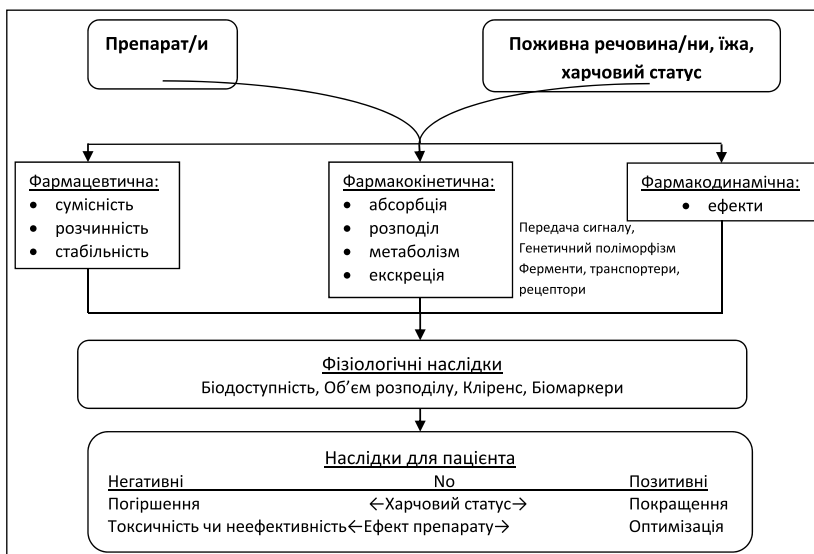 Препарат/и
Поживна речовина/ни, їжа,
харчовий статус
Фармацевтична:
• сумісність
• розчинність
• стабільність
Фармакокінетична:
• абсорбція
• розподіл
• метаболізм
• екскреція
Фармакодинамічна:
• ефекти
Передача сигналу,
Генетичний поліморфізм
Ферменти, транспортери,
рецептори
Фізіологічні наслідки
Біодоступність, Об’єм розподілу, Кліренс, Біомаркери
Наслідки для пацієнта
Негативні No Позитивні
Погіршення ←Харчовий статус→ Покращення
Токсичність чи неефективність←Ефект препарату→ Оптимізація